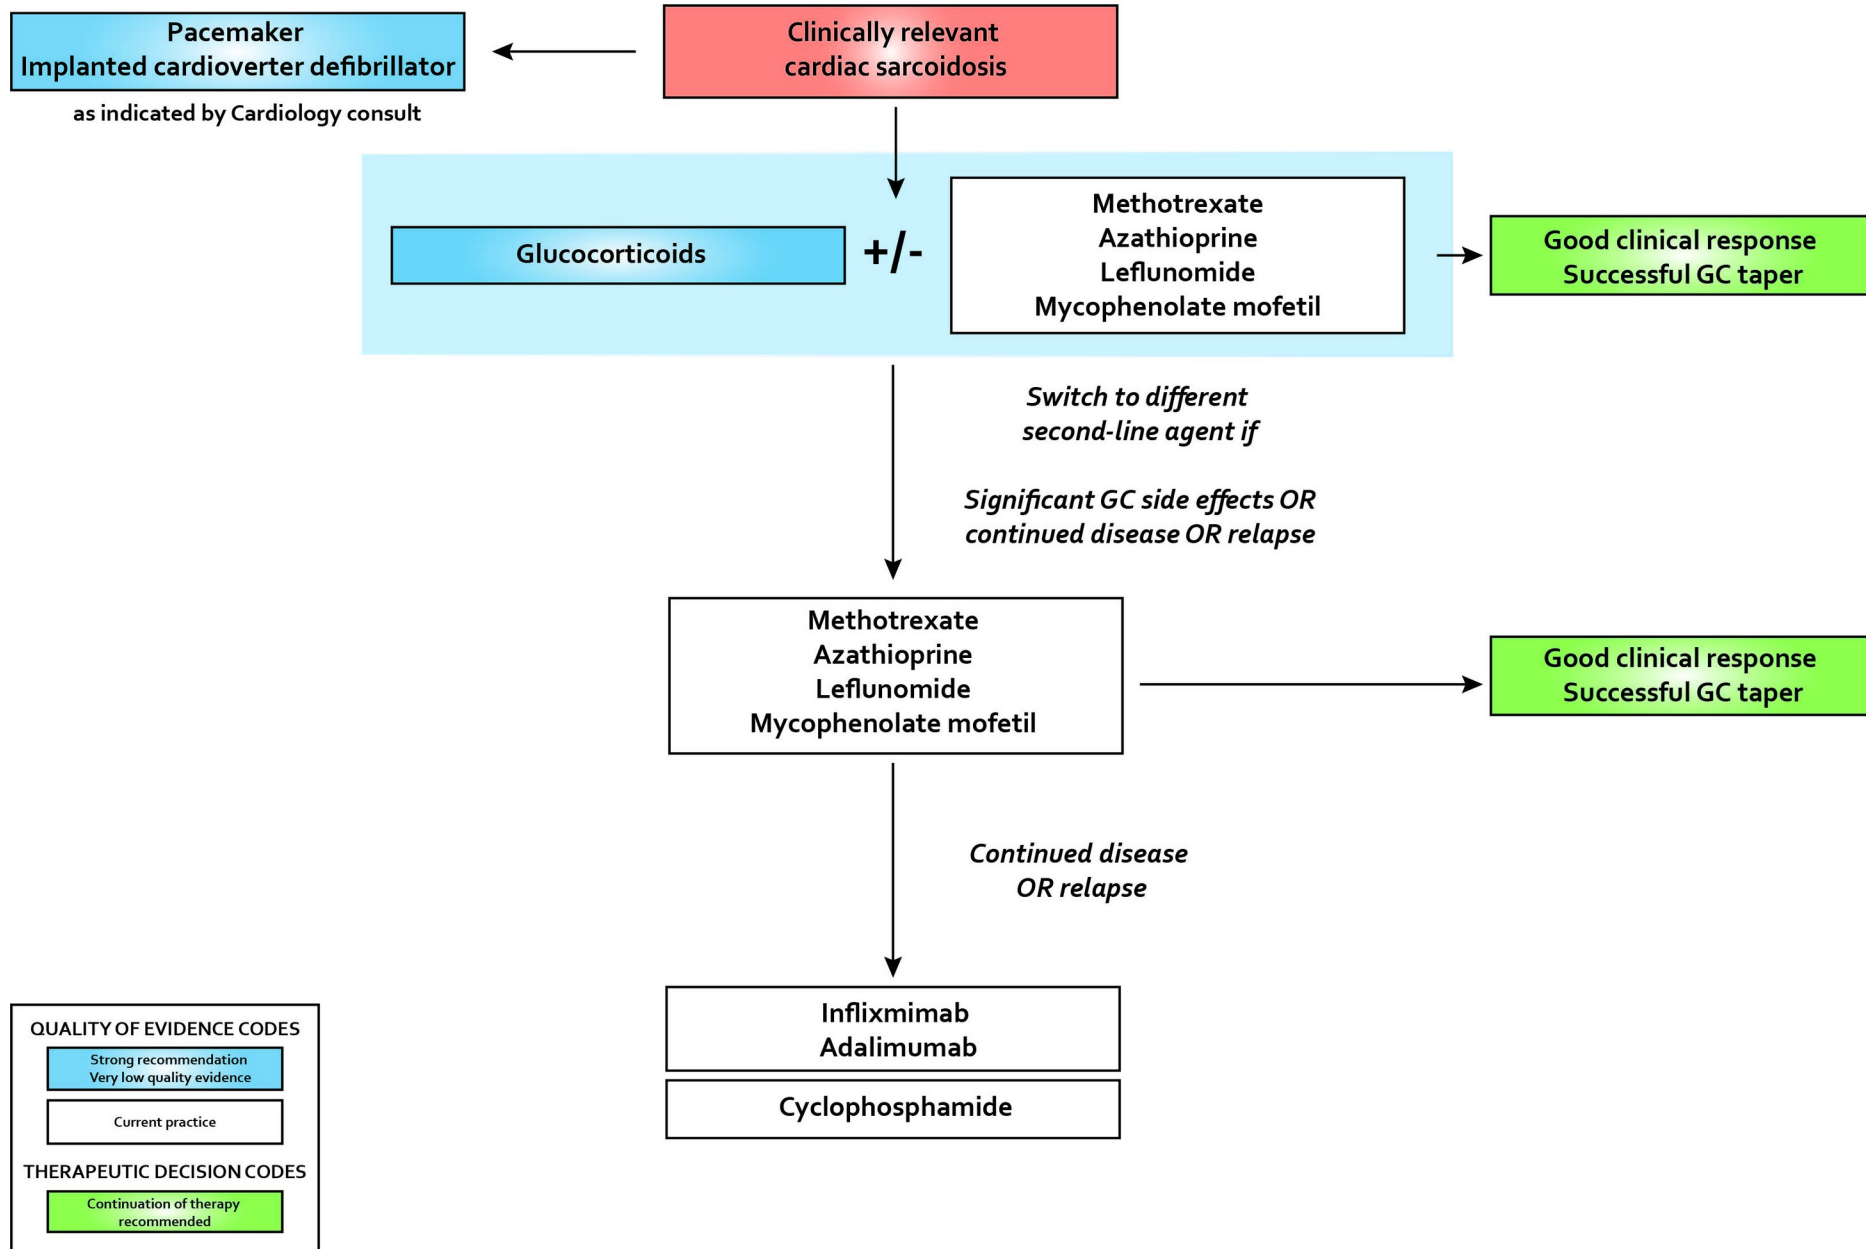 Pacemaker
Implanted cardioverter defibrillator
as indicated by Cardiology consult
Clinically relevant
cardiac sarcoidosis
Glucocorticoids
+/-
Methotrexate
Azathioprine
Leflunomide
Mycophenolate mofetil
Good clinical response
Successful GC taper
Switch to different
second-line agent if
Significant GC side effects OR
continued disease OR relapse
Methotrexate
Azathioprine
Leflunomide
Mycophenolate mofetil
Good clinical response
Successful GC taper
Continued disease
OR relapse
Inflixmimab
Adalimumab
Cyclophosphamide
QUALITY OF EVIDENCE CODES
Strong recommendation
Very low quality evidence
Current practice
THERAPEUTIC DECISION CODES
Continuation of therapy
recommended